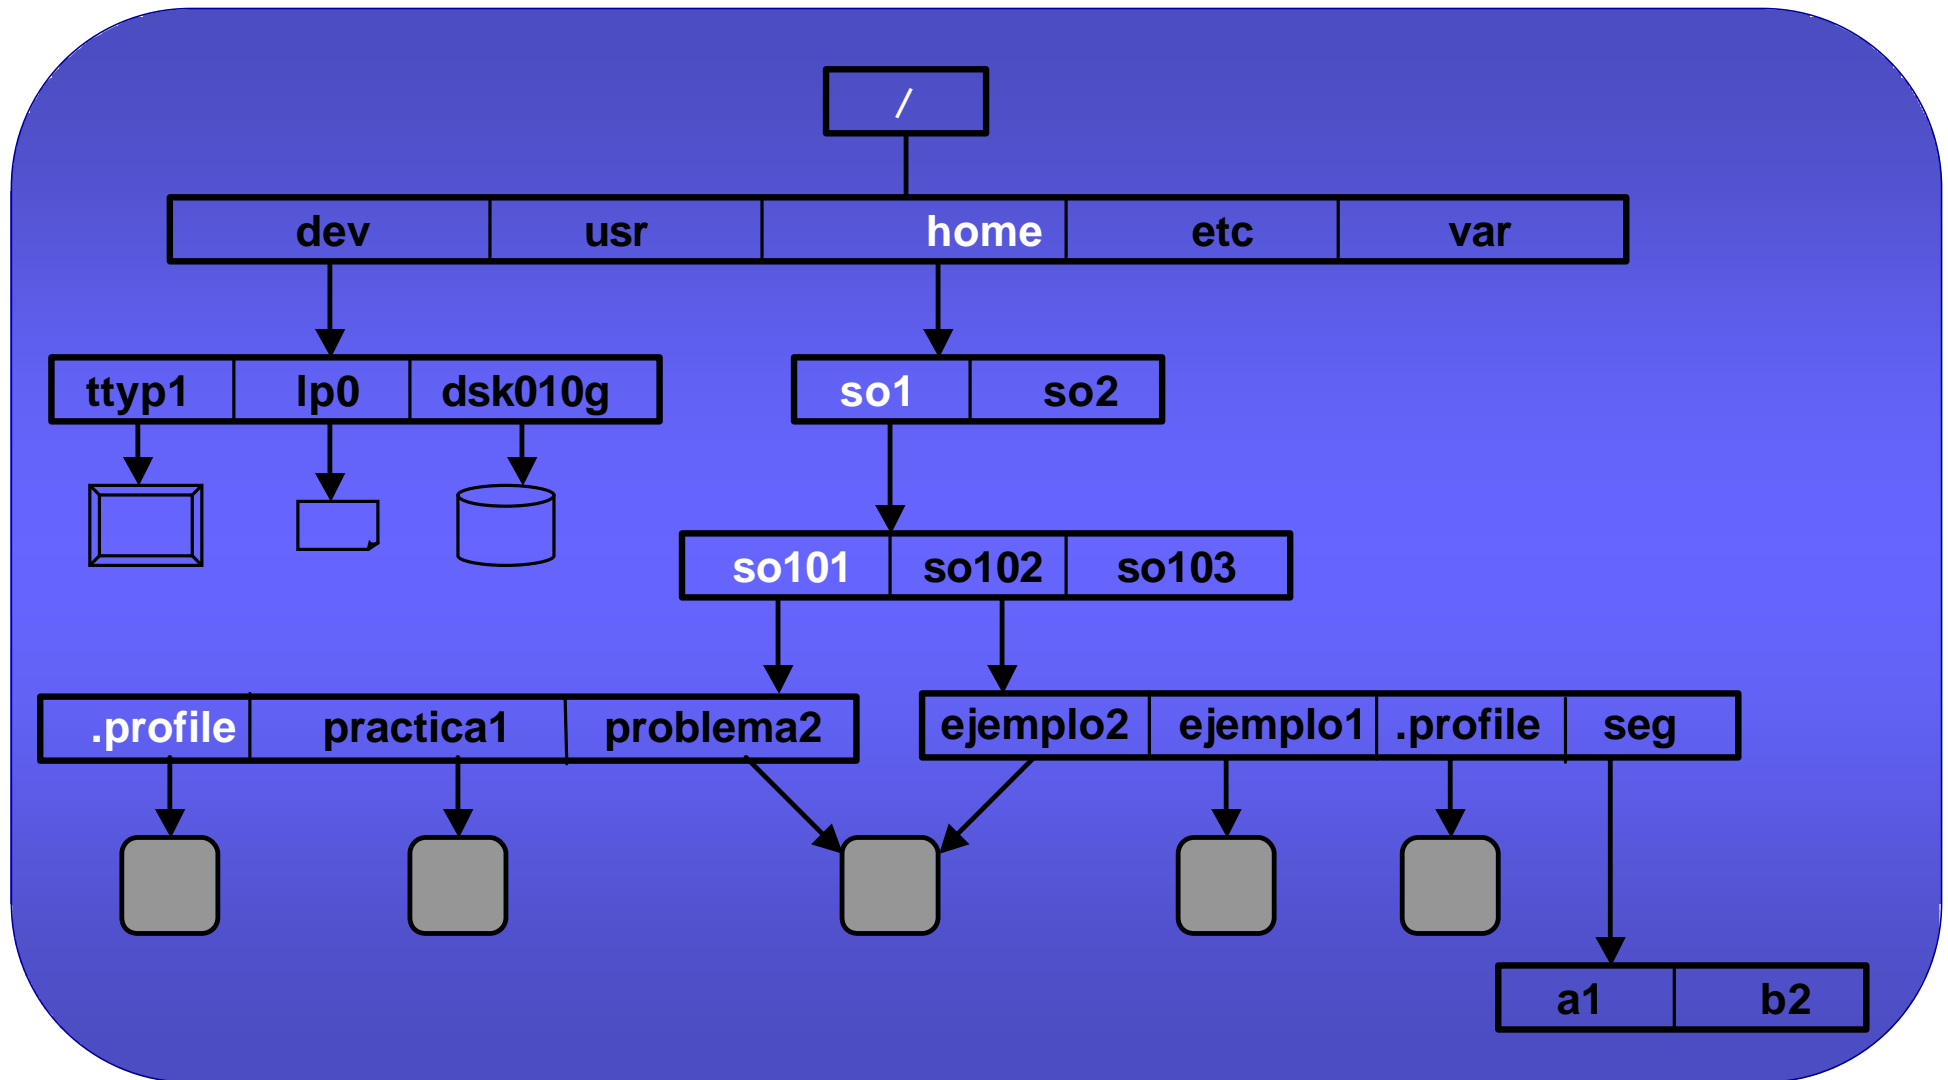 /
dev usr home etc var
ttyp1 lp0 dsk010g so1 so2
so101 so102 so103
.profile practica1 problema2 ejemplo2 ejemplo1 .profile seg
a1 b2